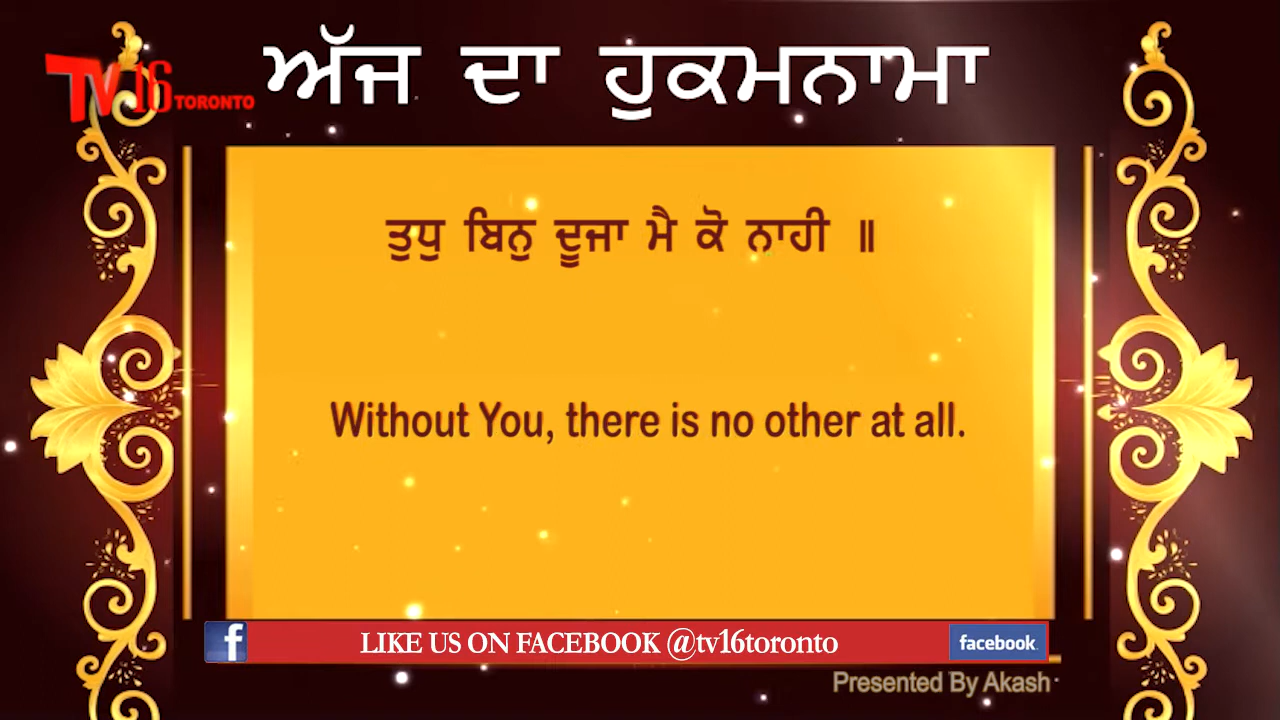 TV16 TORONTO
ਅੱਜ ਦਾ ਹੁਕਮਨਾਮਾ
ਤੁਧੁ ਬਿਨੁ ਦੂਜਾ ਮੈ ਕੋ ਨਾਹੀ ॥
Without You, there is no other at all.
f LIKE US ON FACEBOOK @tv16toronto facebook
Presented By Akash